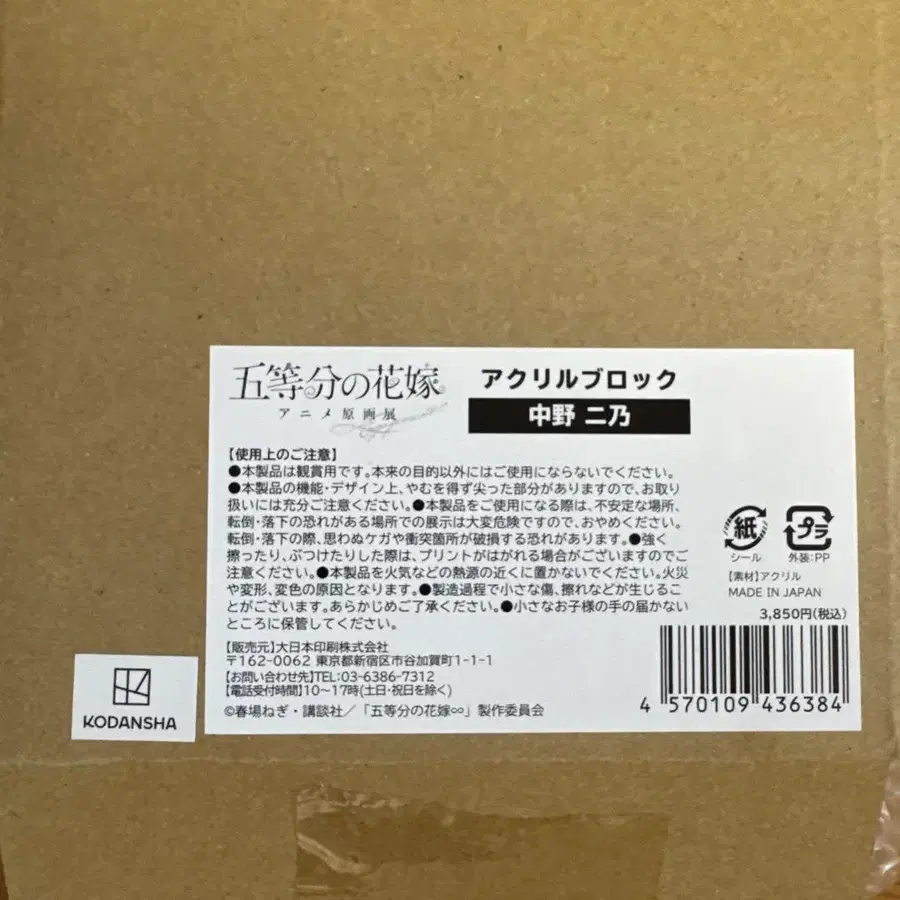 五等分の花嫁
アニメ原画展
アクリルブロック
中野 二乃
【使用上のご注意】
●本製品は観賞用です。本来の目的以外にはご使用にならないでください。
●本製品の機能・デザイン上、やむを得ず尖った部分がありますので、お取り
扱いには充分ご注意ください。●本製品をご使用になる際は、不安定な場所、
転倒・落下の恐れがある場所での展示は大変危険ですので、おやめください。
転倒・落下の際、思わぬケガや衝突箇所が破損する恐れがあります。●強く
擦ったり、ぶつけたりした際は、プリントがはがれる場合がございますのでご
注意ください。●本製品を火気などの熱源の近くに置かないでください。火災
や変形、変色の原因となります。●製造過程で小さな傷、擦れなどが生じるこ
とがございます。あらかじめご了承ください。●小さなお子様の手の届かない
ところに保管してください。
【販売元】大日本印刷株式会社
〒162-0062 東京都新宿区市谷加賀町1-1-1
【お問い合わせ先】TEL:03-6386-7312
【電話受付時間】10～17時(土日・祝日を除く)
©春場ねぎ・講談社／「五等分の花嫁∞」製作委員会
紙
シール
プラ
外装:PP
【素材】アクリル
MADE IN JAPAN
3,850円(税込)
4 570109 436384
KODANSHA